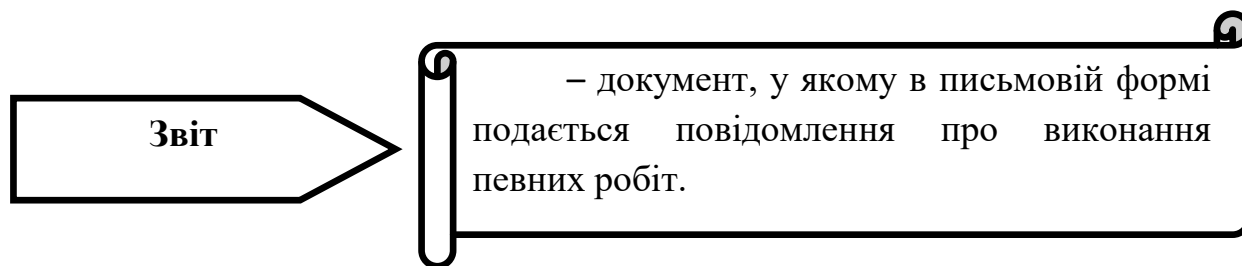 Звіт
– документ, у якому в письмовій формі
подається повідомлення про виконання
певних робіт.